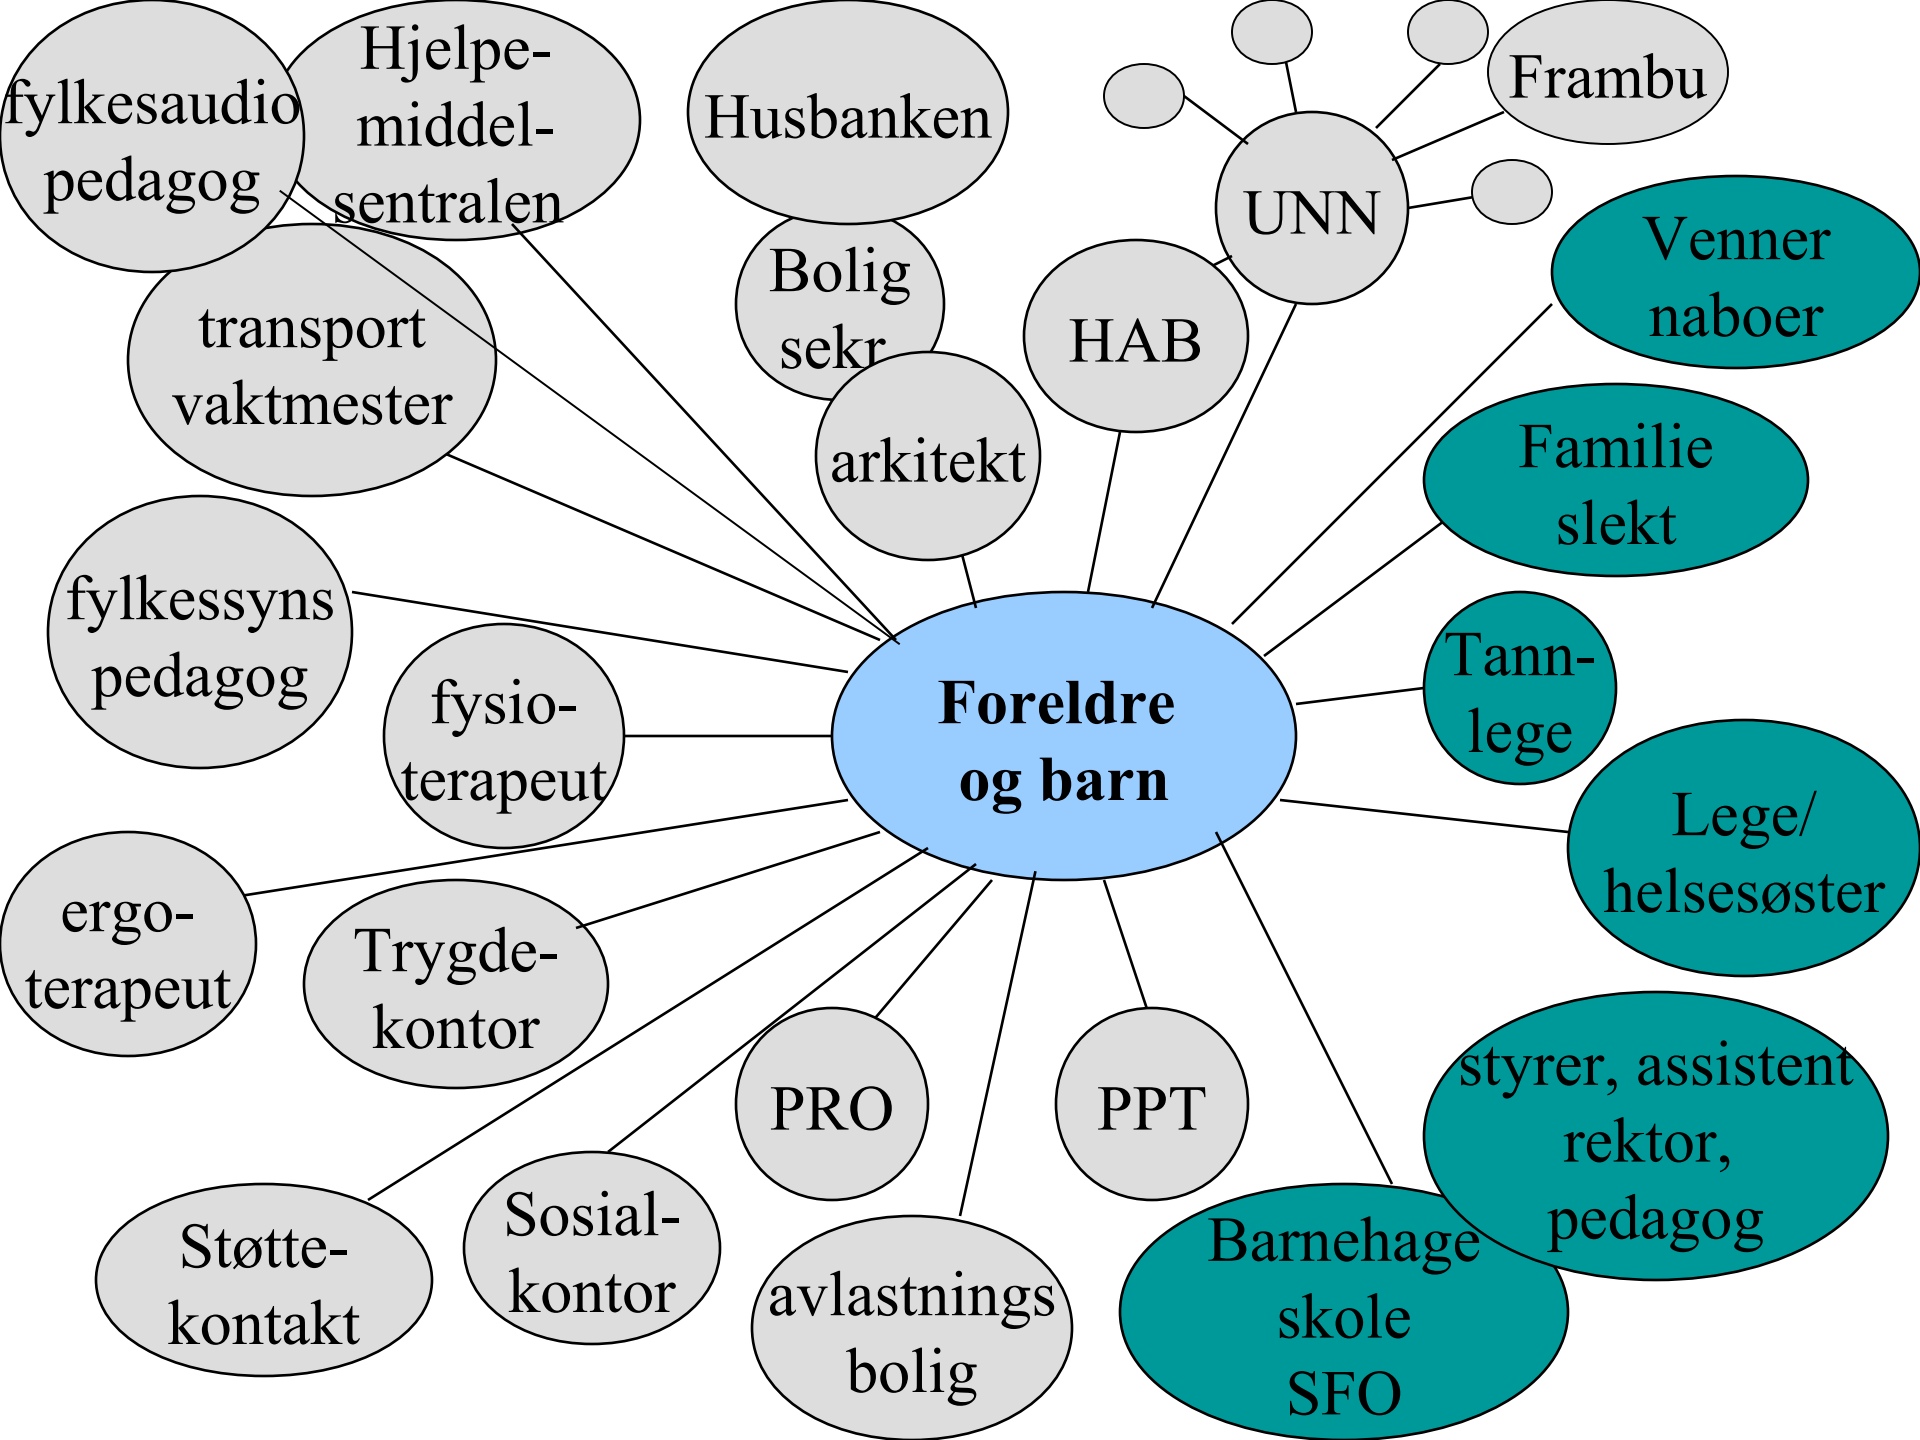 fylkesaudio
pedagog
Hjelpe-
middel-
sentralen
Husbanken
Frambu
UNN
Venner
naboer
transport
vaktmester
Bolig
sekr
HAB
arkitekt
Familie
slekt
fylkessyns
pedagog
fysio-
terapeut
Foreldre
og barn
Tann-
lege
Lege/
helsesøster
ergo-
terapeut
Trygde-
kontor
PRO
PPT
styrer, assistent
rektor,
pedagog
Støtte-
kontakt
Sosial-
kontor
avlastnings
bolig
Barnehage
skole
SFO